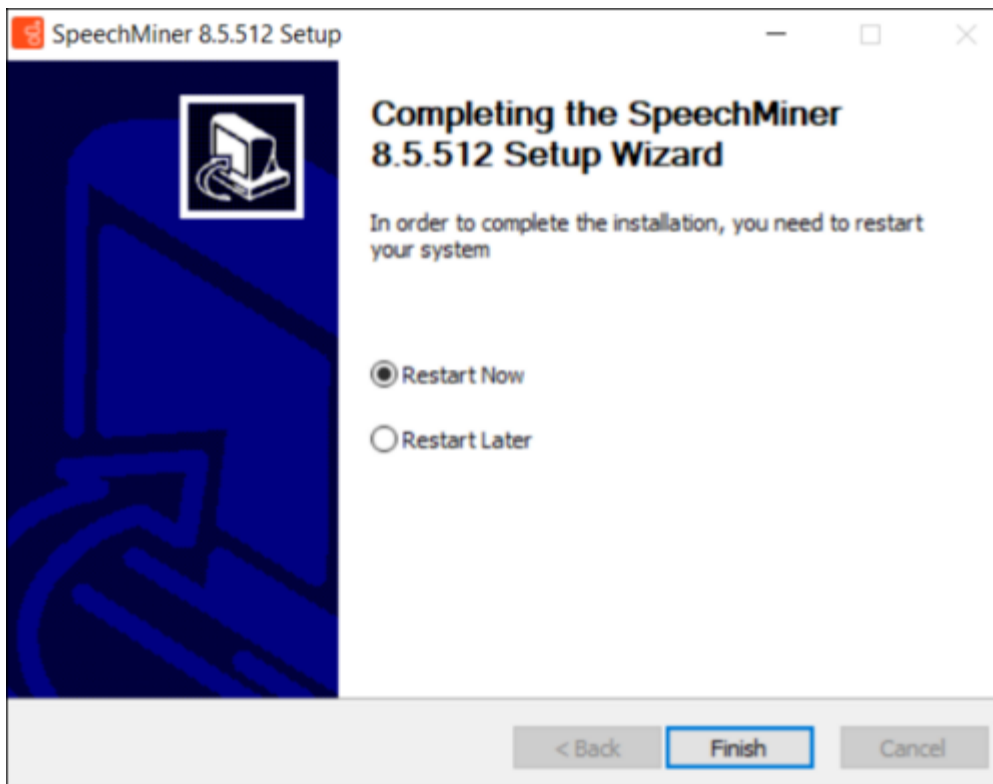 SpeechMiner 8.5.512 Setup
Completing the SpeechMiner
8.5.512 Setup Wizard
In order to complete the installation, you need to restart
your system
Restart Now
Restart Later
< Back
Finish
Cancel